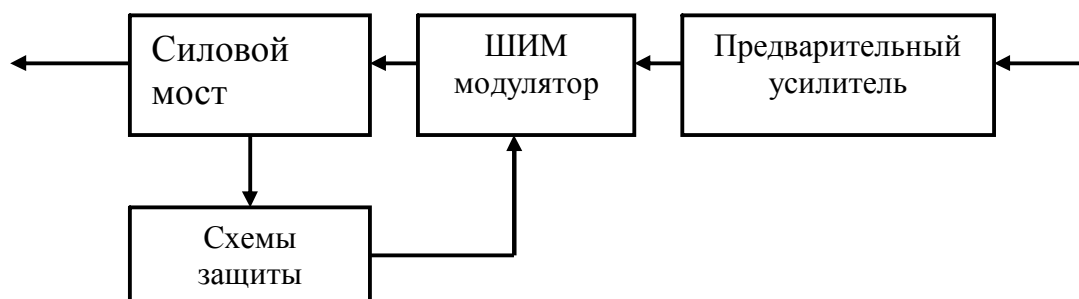 Силовой
мост
ШИМ
модулятор
Предварительный
усилитель
Схемы
защиты